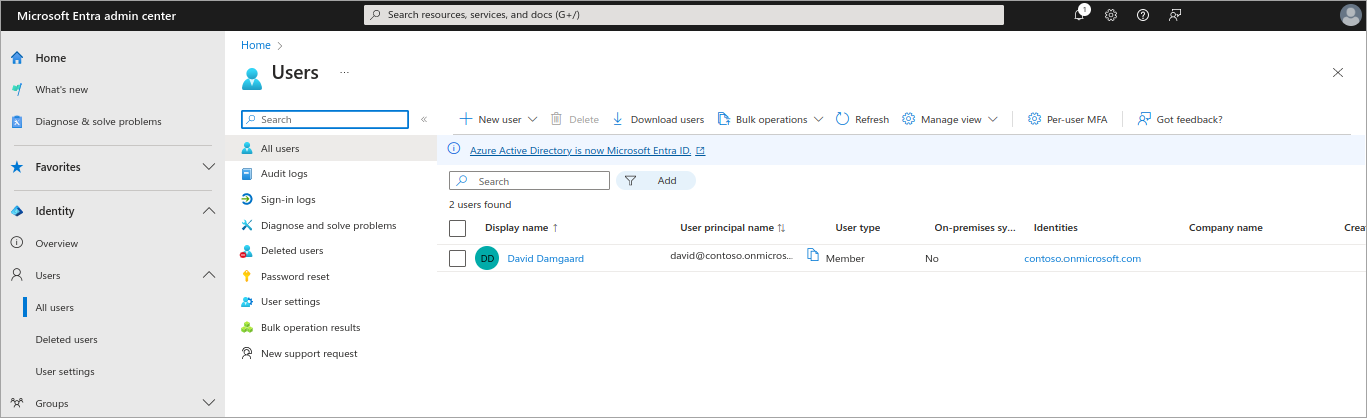 Microsoft Entra admin center
Search resources, services, and docs (G+/)
1
Home
What's new
Diagnose & solve problems
Favorites
Identity
Overview
Users
All users
Deleted users
User settings
Groups
Home
Users
...
Search
«
All users
Audit logs
Sign-in logs
Diagnose and solve problems
Deleted users
Password reset
User settings
Bulk operation results
New support request
New user
Delete
Download users
Bulk operations
Refresh
Manage view
Per-user MFA
Got feedback?
Azure Active Directory is now Microsoft Entra ID.
Search
Add
2 users found
Display name ↑ User principal name ↑↓ User type On-premises sy... Identities Company name Crea
DD David Damgaard david@contoso.onmicros... Member No contoso.onmicrosoft.com